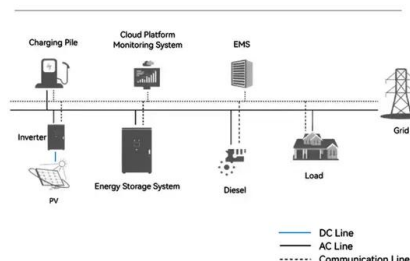 Charging Pile
Cloud Platform
Monitoring System
EMS
Grid
Inverter
PV
Energy Storage System
Diesel
Load
DC Line
AC Line
Communication Line